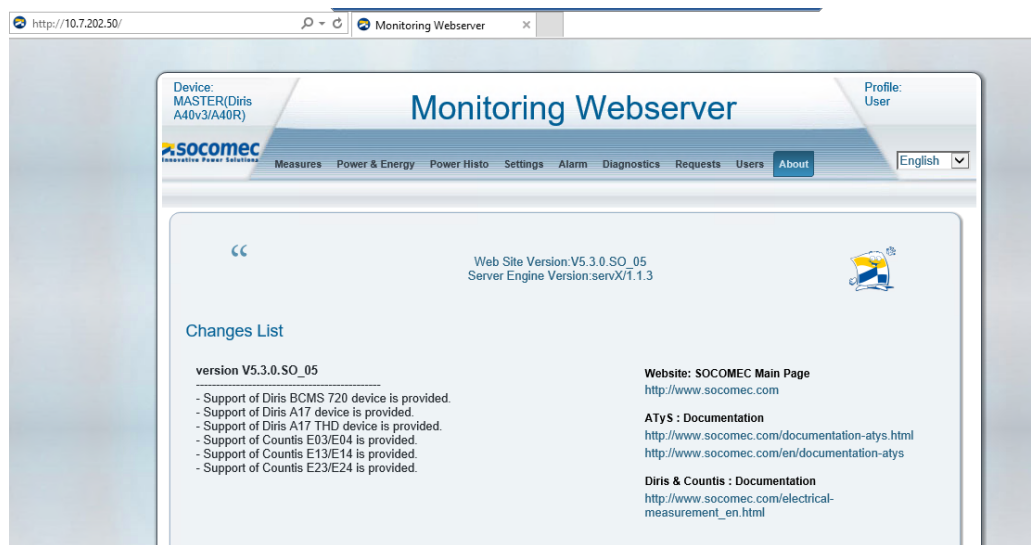 http://10.7.202.50/
Monitoring Webserver
Device:
MASTER(Diris
A40v3/A40R)
Monitoring Webserver
Profile:
User
socomec
Innovative Power Solutions
Measures Power & Energy Power Histo Settings Alarm Diagnostics Requests Users About
English
Web Site Version:V5.3.0.SO_05
Server Engine Version:servX/1.1.3
Changes List
version V5.3.0.SO_05
------------------------------------------------
- Support of Diris BCMS 720 device is provided.
- Support of Diris A17 device is provided.
- Support of Diris A17 THD device is provided.
- Support of Countis E03/E04 is provided.
- Support of Countis E13/E14 is provided.
- Support of Countis E23/E24 is provided.
Website: SOCOMEC Main Page
http://www.socomec.com
ATyS : Documentation
http://www.socomec.com/documentation-atys.html
http://www.socomec.com/en/documentation-atys
Diris & Countis : Documentation
http://www.socomec.com/electrical-
measurement_en.html